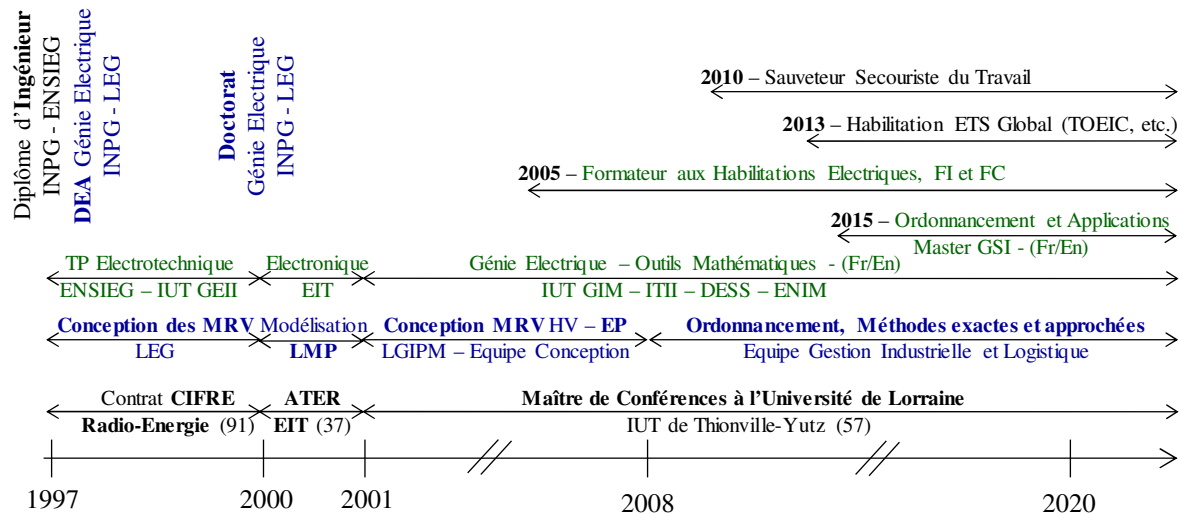 Diplôme d'Ingénieur
INPG - ENSIEG
DEA Génie Electrique
INPG - LEG
Doctorat
Génie Electrique
INPG - LEG
2010 – Sauveteur Secouriste du Travail
2013 – Habilitation ETS Global (TOEIC, etc.)
2005 – Formateur aux Habilitations Electriques, FI et FC
2015 – Ordonnancement et Applications
Master GSI - (Fr/En)
TP Electrotechnique
ENSIEG – IUT GEII
Electronique
EIT
Génie Electrique – Outils Mathématiques - (Fr/En)
IUT GIM – ITII – DESS – ENIM
Conception des MRV
LEG
Modélisation
LMP
Conception MRV HV – EP
LGIPM – Equipe Conception
Ordonnancement, Méthodes exactes et approchées
Equipe Gestion Industrielle et Logistique
Contrat CIFRE
Radio-Energie (91)
ATER
EIT (37)
Maître de Conférences à l'Université de Lorraine
IUT de Thionville-Yutz (57)
1997
2000
2001
2008
2020